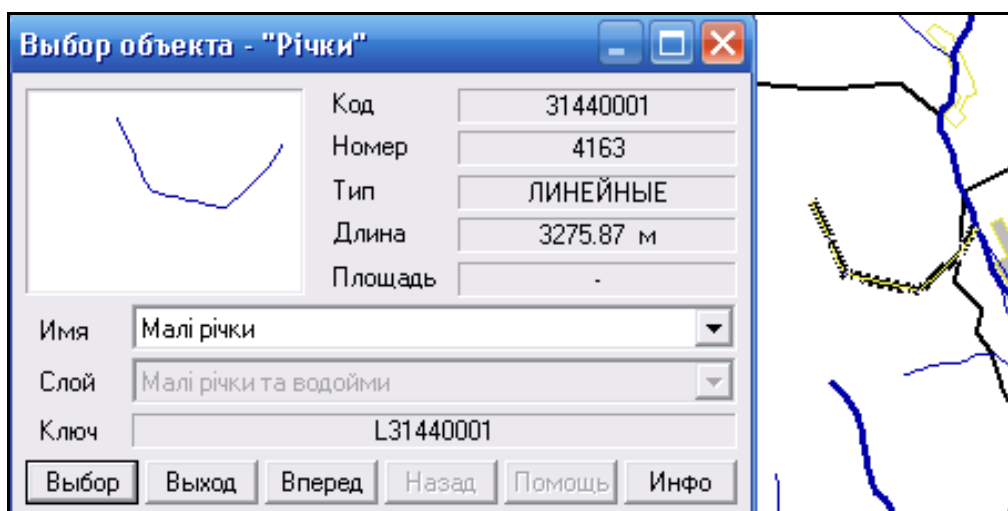 Выбор объекта - "Річки"
Код 31440001
Номер 4163
Тип ЛИНЕЙНЫЕ
Длина 3275.87 м
Площадь -
Имя Малі річки
Слой Малі річки та водойми
Ключ L31440001
Выбор Выход Вперед Назад Помощь Инфо